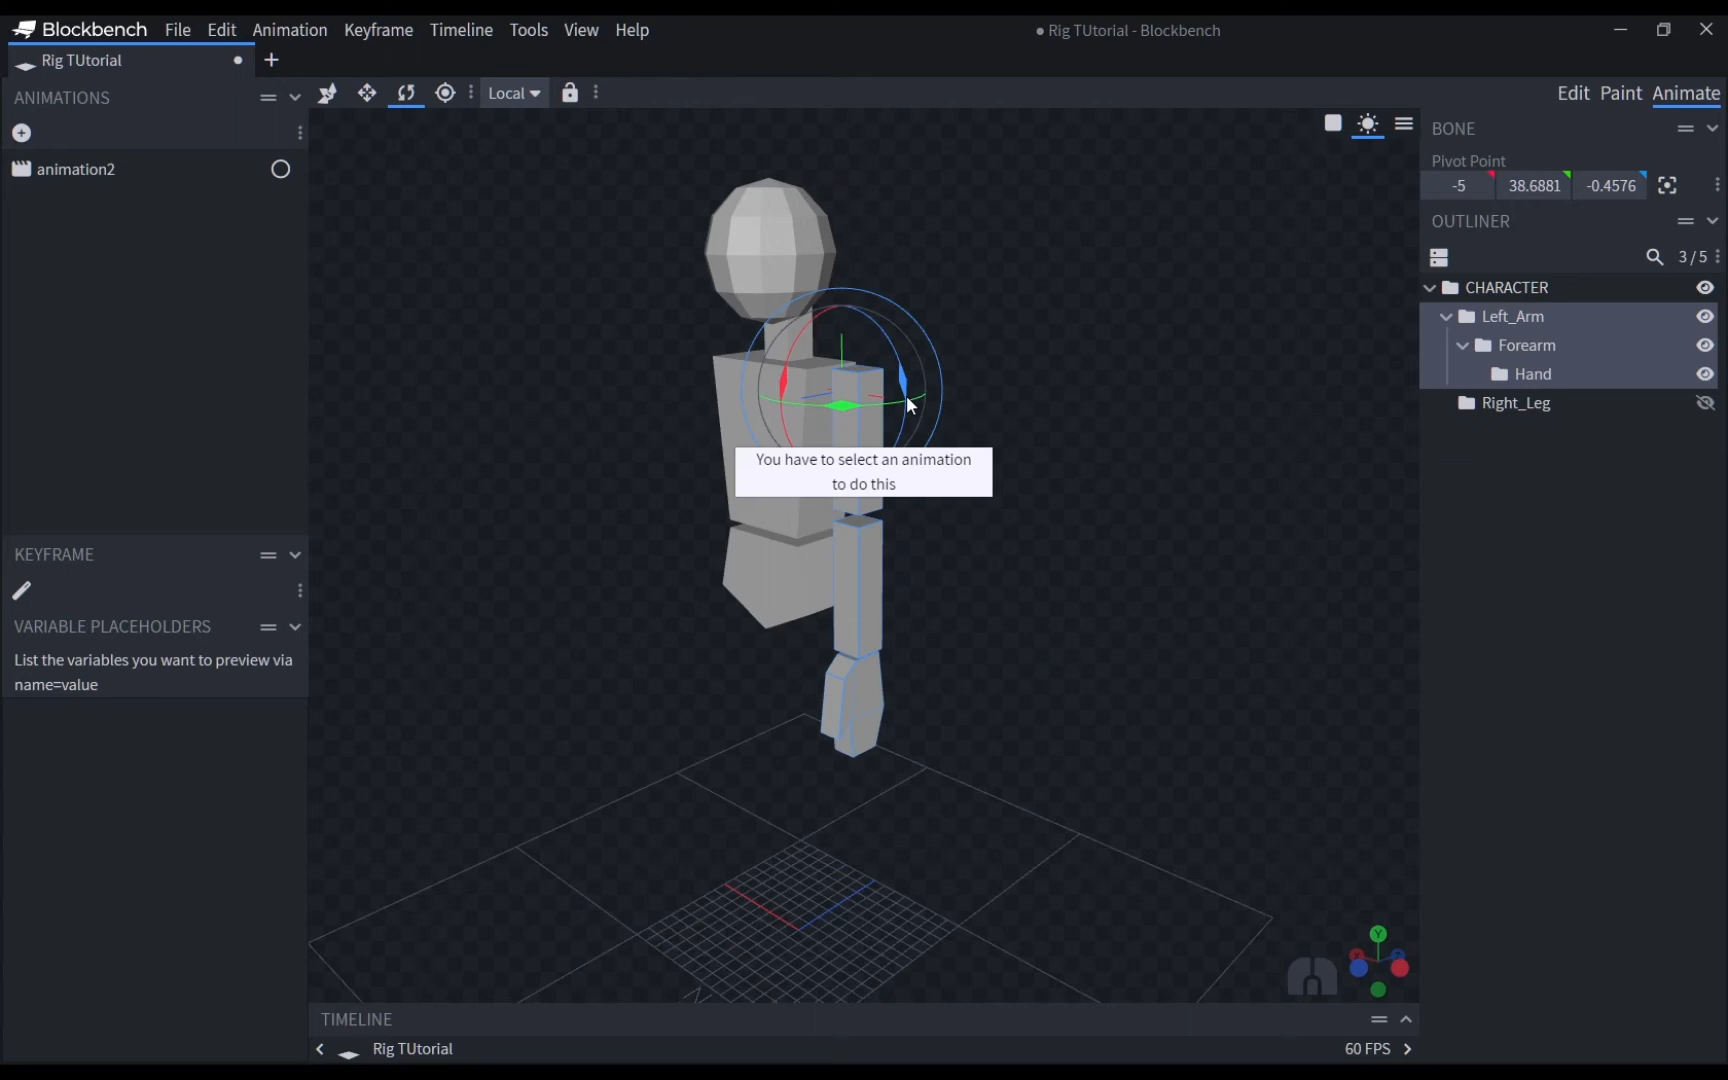 Blockbench File Edit Animation Keyframe Timeline Tools View Help
Rig TUtorial - Blockbench
Rig TUtorial
ANIMATIONS
Local
Edit Paint Animate
animation2
BONE
Pivot Point
-5 38.6881 -0.4576
OUTLINER
3/5
CHARACTER
Left_Arm
Forearm
Hand
Right_Leg
You have to select an animation
to do this
KEYFRAME
VARIABLE PLACEHOLDERS
List the variables you want to preview via
name=value
Y
TIMELINE
Rig TUtorial
60 FPS